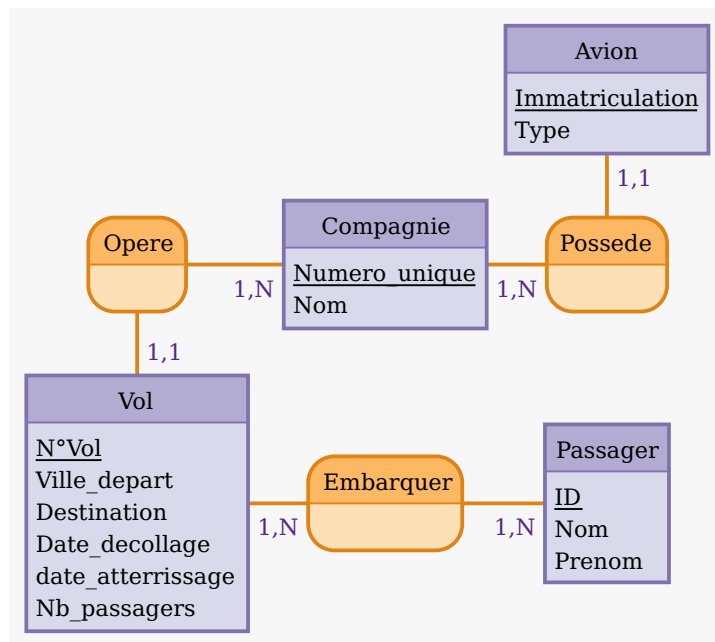 Avion
Immatriculation
Type
1,1
Opere
Compagnie
Possede
Numero_unique
Nom
1,N
1,N
1,1
Vol
N°Vol
Ville_depart
Destination
Date_decollage
date_atterrissage
Nb_passagers
Embarquer
1,N
1,N
Passager
ID
Nom
Prenom